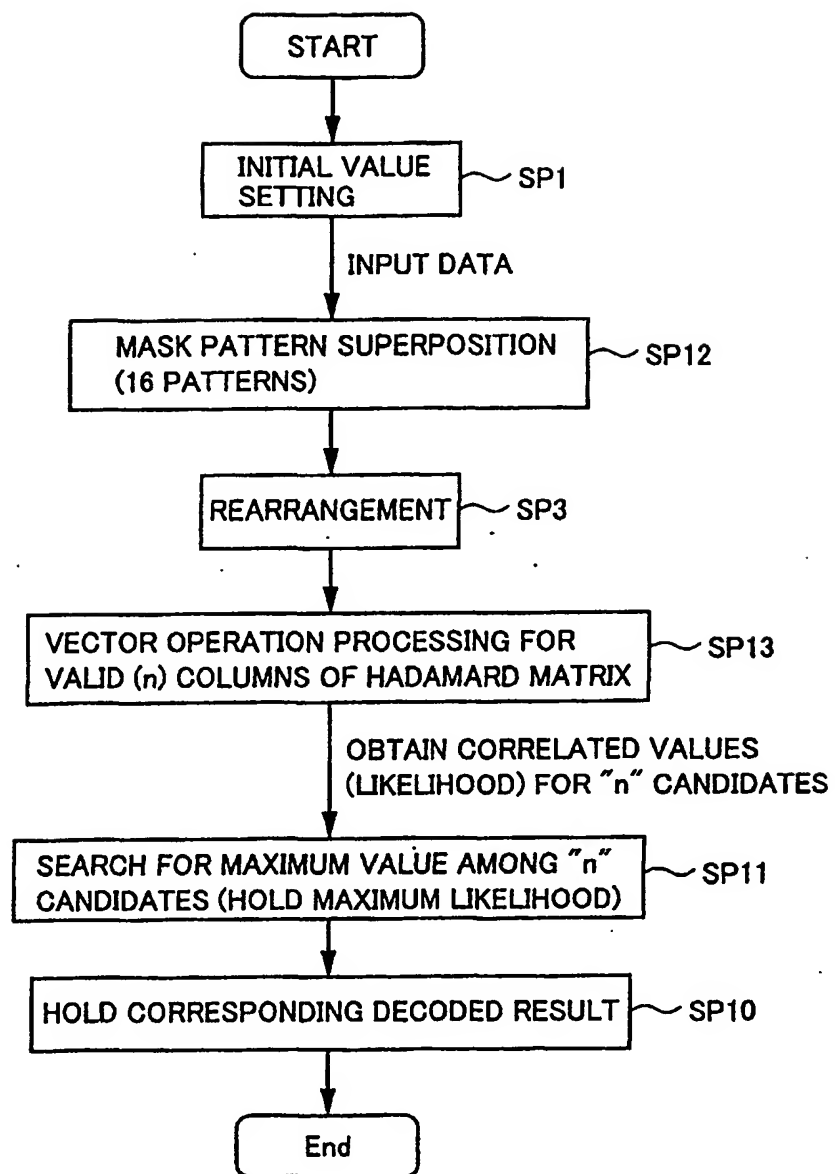 START
INITIAL VALUE
SETTING
SP1
INPUT DATA
MASK PATTERN SUPERPOSITION
(16 PATTERNS)
SP12
REARRANGEMENT
SP3
VECTOR OPERATION PROCESSING FOR
VALID (n) COLUMNS OF HADAMARD MATRIX
SP13
OBTAIN CORRELATED VALUES
(LIKELIHOOD) FOR "n" CANDIDATES
SEARCH FOR MAXIMUM VALUE AMONG "n"
CANDIDATES (HOLD MAXIMUM LIKELIHOOD)
SP11
HOLD CORRESPONDING DECODED RESULT
SP10
End